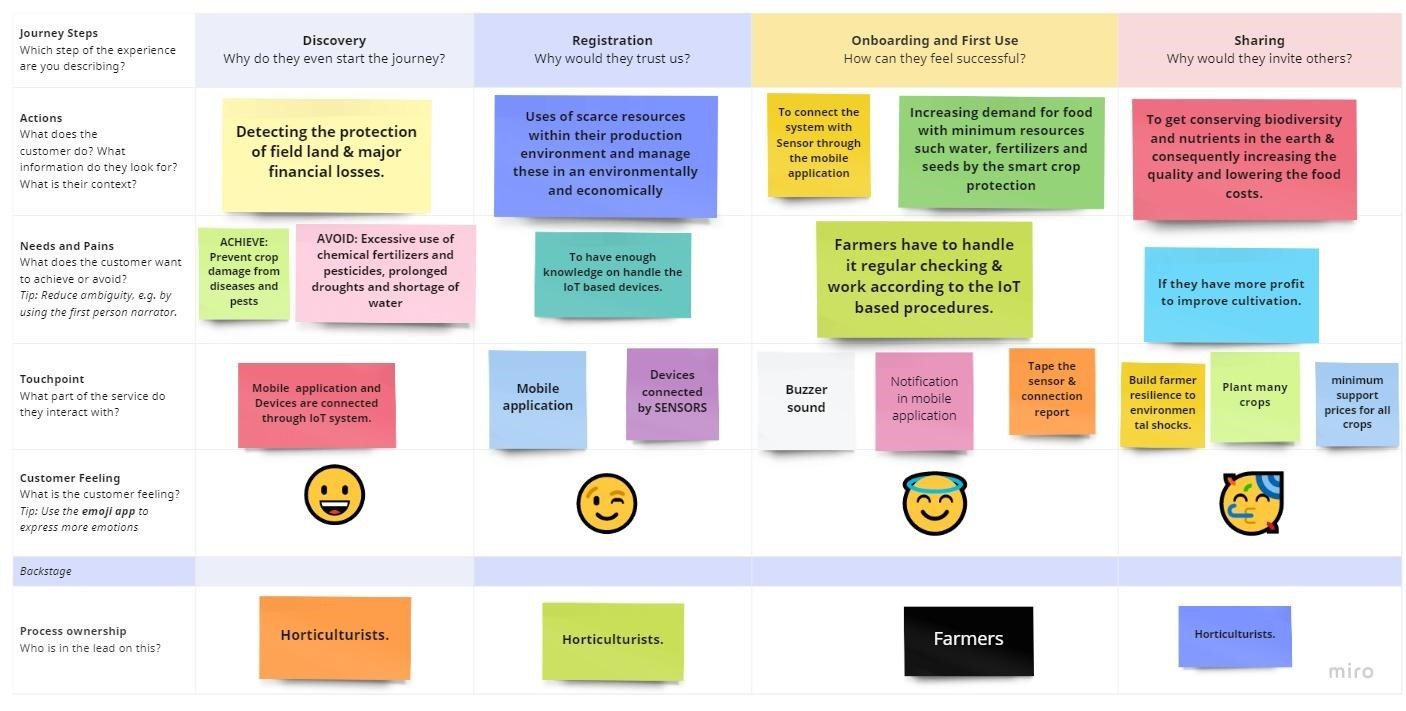 Journey Steps
Which step of the experience
are you describing?
Discovery
Why do they even start the journey?
Registration
Why would they trust us?
Onboarding and First Use
How can they feel successful?
Sharing
Why would they invite others?
Actions
What does the
customer do? What
information do they look for?
What is their context?
Detecting the protection
of field land & major
financial losses.
Uses of scarce resources
within their production
environment and manage
these in an environmentally
and economically
To connect the
system with
Sensor through
the mobile
application
Increasing demand for food
with minimum resources
such water, fertilizers and
seeds by the smart crop
protection
To get conserving biodiversity
and nutrients in the earth &
consequently increasing the
quality and lowering the food
costs.
Needs and Pains
What does the customer want
to achieve or avoid?
Tip: Reduce ambiguity, e.g. by
using the first person narrator.
ACHIEVE:
Prevent crop
damage from
diseases and
pests
AVOID: Excessive use of
chemical fertilizers and
pesticides, prolonged
droughts and shortage of
water
To have enough
knowledge on handle the
IoT based devices.
Farmers have to handle
it regular checking &
work according to the IoT
based procedures.
If they have more profit
to improve cultivation.
Touchpoint
What part of the service do
they interact with?
Mobile application and
Devices are connected
through IoT system.
Mobile
application
Devices
connected
by SENSORS
Buzzer
sound
Notification
in mobile
application
Tape the
sensor &
connection
report
Build farmer
resilience to
environmen
tal shocks.
Plant many
crops
minimum
support
prices for all
crops
Customer Feeling
What is the customer feeling?
Tip: Use the emoji app to
express more emotions
Backstage
Process ownership
Who is in the lead on this?
Horticulturists.
Horticulturists.
Farmers
Horticulturists.
miro